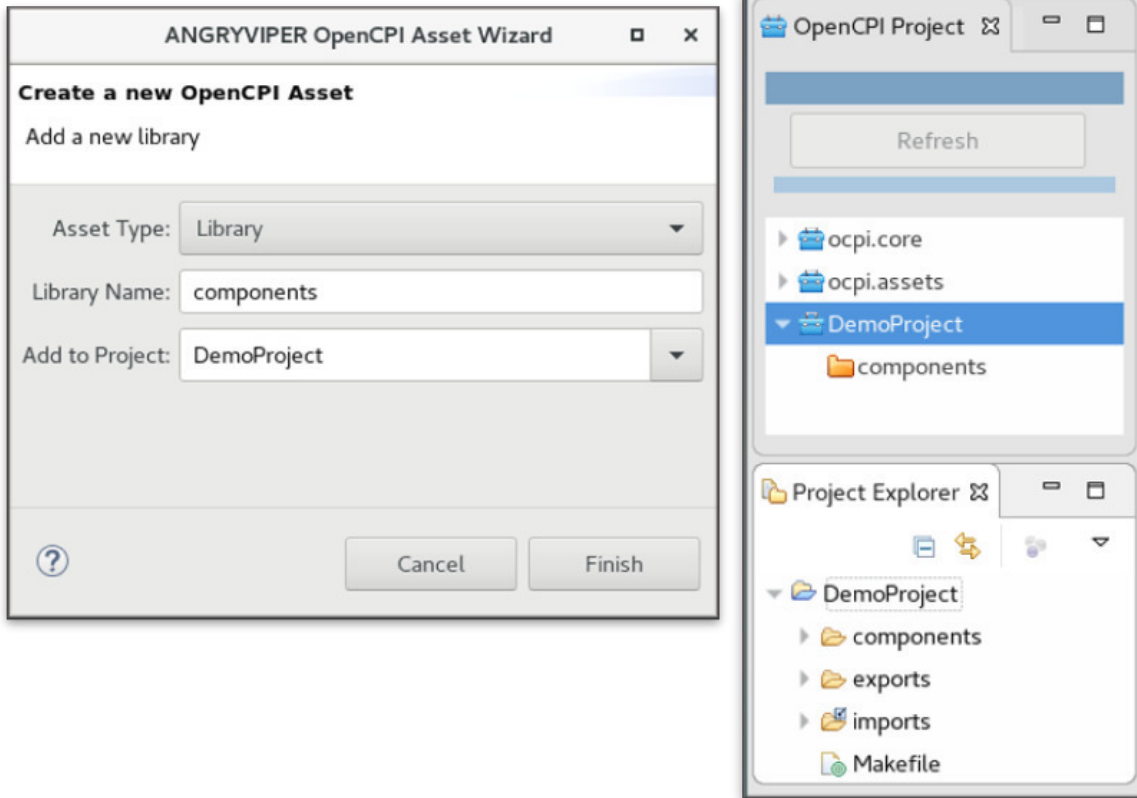 ANGRYVIPER OpenCPI Asset Wizard
Create a new OpenCPI Asset
Add a new library
Asset Type: Library
Library Name: components
Add to Project: DemoProject
? Cancel Finish
OpenCPI Project
Refresh
ocpi.core
ocpi.assets
DemoProject
components
Project Explorer
DemoProject
components
exports
imports
Makefile